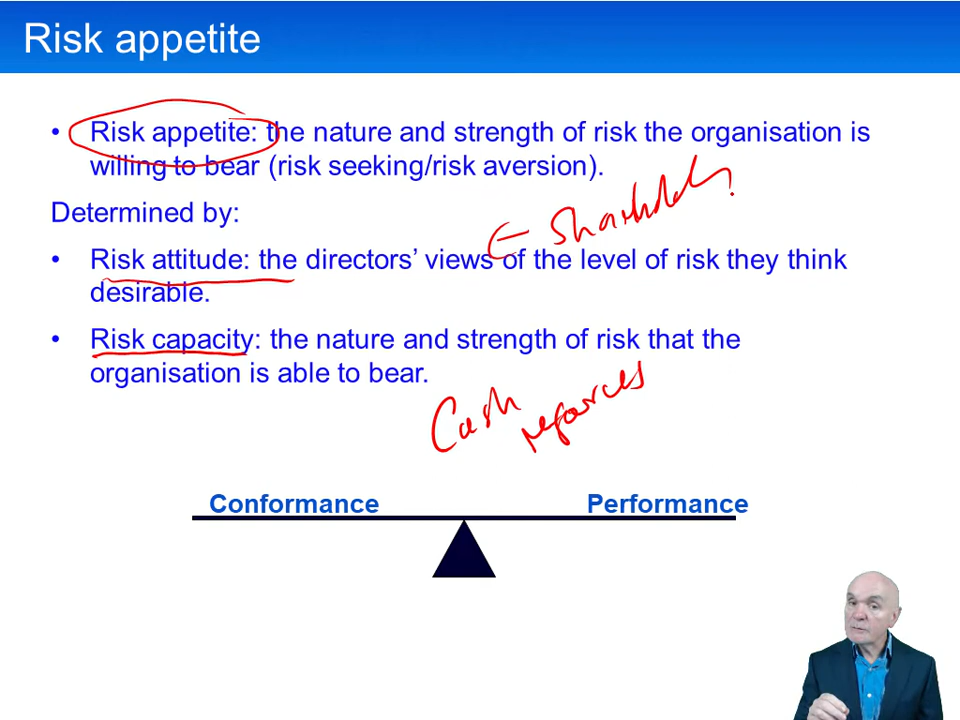 Risk appetite
• Risk appetite: the nature and strength of risk the organisation is
willing to bear (risk seeking/risk aversion).
Determined by:
← Shareholders
• Risk attitude: the directors’ views of the level of risk they think
desirable.
• Risk capacity: the nature and strength of risk that the
organisation is able to bear.
Cash
Conformance Performance